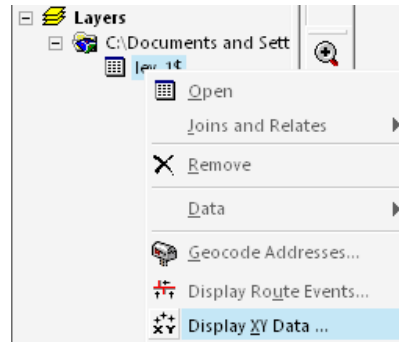 Layers
C:\Documents and Sett
Open
Joins and Relates
Remove
Data
Geocode Addresses...
Display Route Events...
Display XY Data ...